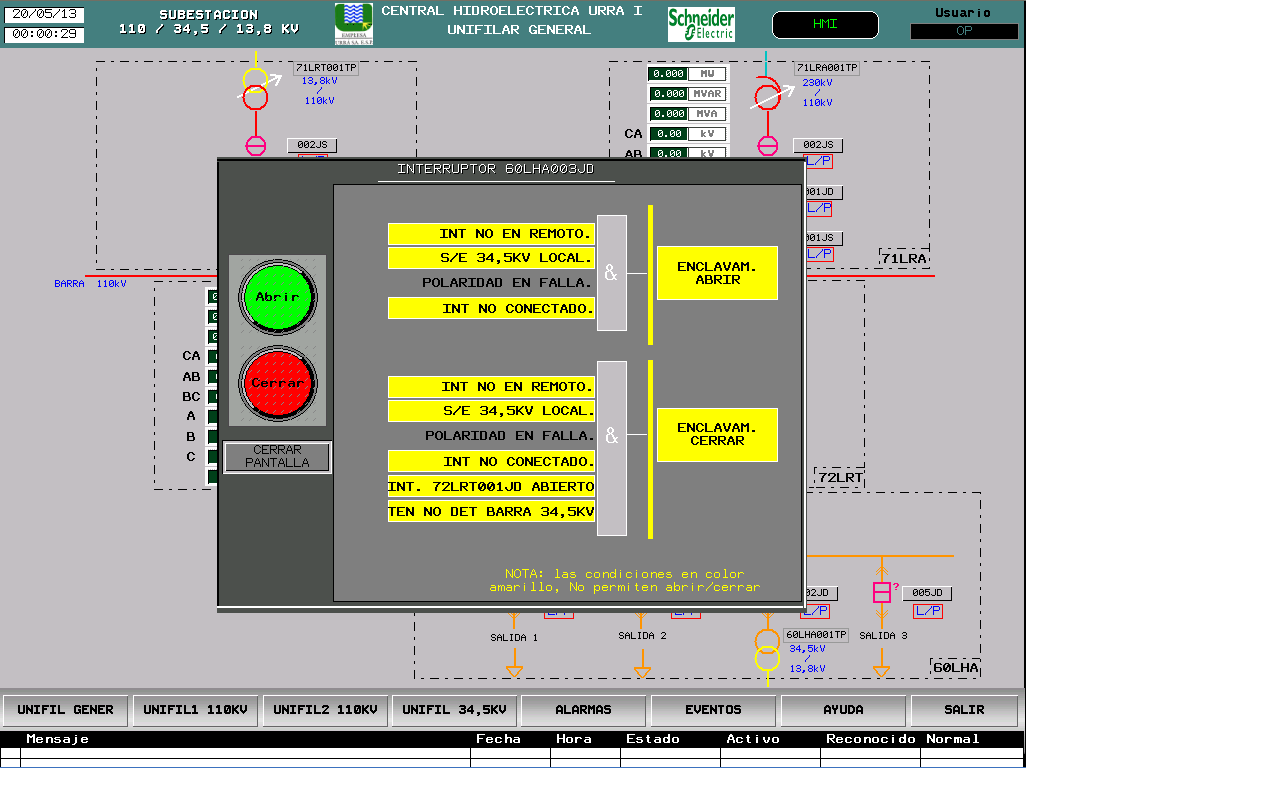 20/05/13
00:00:29
SUBESTACION
110 / 34,5 / 13,8 KV
EMPRESA
URRA S.A. E.S.P.
CENTRAL HIDROELECTRICA URRA I
UNIFILAR GENERAL
Schneider
Electric
HMI
Usuario
OP
71LRT001TP
13,8kV
/
110kV
002JS
0.000 MW
0.000 MVAR
0.000 MVA
CA 0.00 kV
AB 0.00 kV
71LRA001TP
230kV
/
110kV
002JS
L/P
001JD
L/P
001JS
L/P
71LRA
BARRA 110kV
CA
AB
BC
A
B
C
INTERRUPTOR 60LHA003JD
Abrir
Cerrar
CERRAR
PANTALLA
INT NO EN REMOTO.
S/E 34,5KV LOCAL.
POLARIDAD EN FALLA.
INT NO CONECTADO.
&
ENCLAVAM.
ABRIR
INT NO EN REMOTO.
S/E 34,5KV LOCAL.
POLARIDAD EN FALLA.
INT NO CONECTADO.
INT. 72LRT001JD ABIERTO
TEN NO DET BARRA 34,5KV
&
ENCLAVAM.
CERRAR
NOTA: las condiciones en color
amarillo, No permiten abrir/cerrar
72LRT
02JD
L/P
?
005JD
L/P
SALIDA 1
SALIDA 2
60LHA001TP
34,5kV
/
13,8kV
SALIDA 3
60LHA
UNIFIL GENER
UNIFIL1 110KV
UNIFIL2 110KV
UNIFIL 34,5KV
ALARMAS
EVENTOS
AYUDA
SALIR
Mensaje Fecha Hora Estado Activo Reconocido Normal